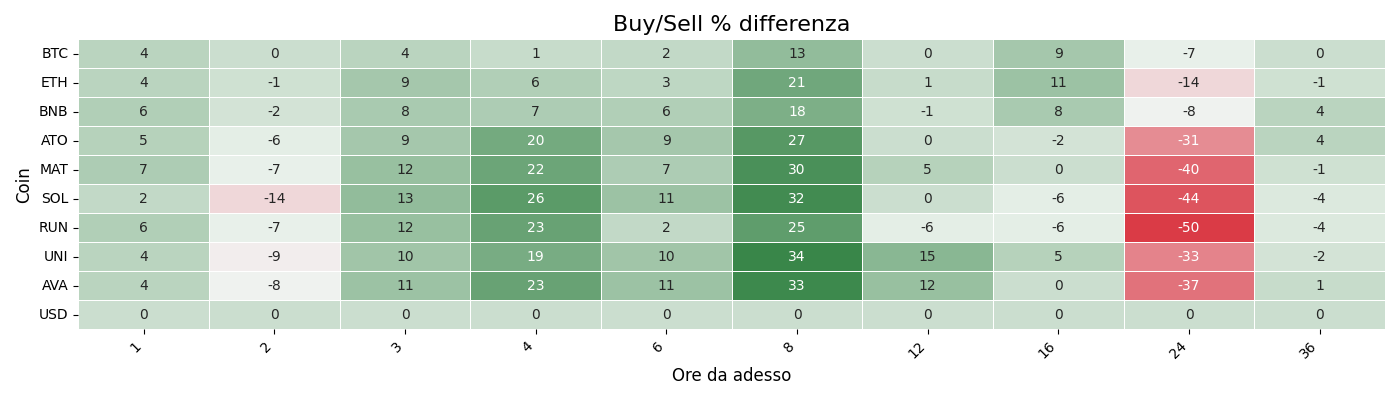 Buy/Sell % differenza
Coin
BTC 4 0 4 1 2 13 0 9 -7 0
ETH 4 -1 9 6 3 21 1 11 -14 -1
BNB 6 -2 8 7 6 18 -1 8 -8 4
ATO 5 -6 9 20 9 27 0 -2 -31 4
MAT 7 -7 12 22 7 30 5 0 -40 -1
SOL 2 -14 13 26 11 32 0 -6 -44 -4
RUN 6 -7 12 23 2 25 -6 -6 -50 -4
UNI 4 -9 10 19 10 34 15 5 -33 -2
AVA 4 -8 11 23 11 33 12 0 -37 1
USD 0 0 0 0 0 0 0 0 0 0
1 2 3 4 6 8 12 16 24 36
Ore da adesso